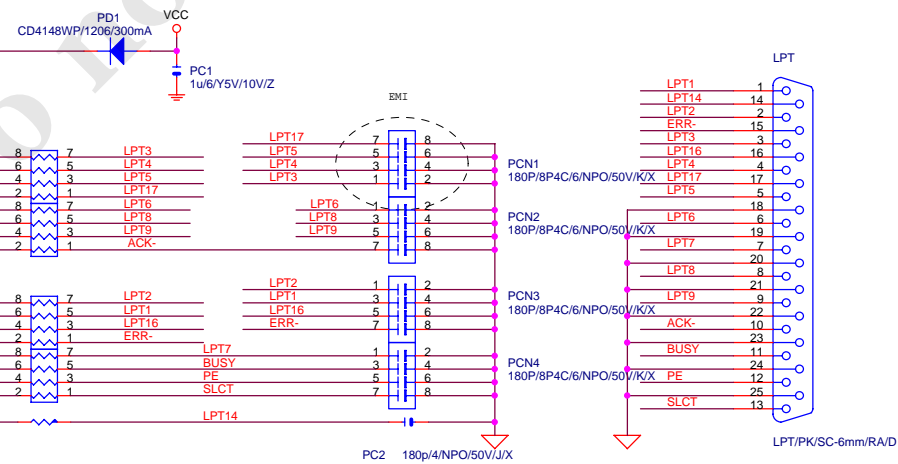 PD1
VCC
CD4148WP/1206/300mA
PC1
1u/6/Y5V/10V/Z
EMI
LPT
LPT1 1
14 LPT14
LPT2 2
15 ERR-
LPT3 3
16 LPT16
LPT4 4
17 LPT17
LPT5 5
18
LPT6 6
19
LPT7 7
20
LPT8 8
21
LPT9 9
22
ACK- 10
23
BUSY 11
24
PE 12
25
SLCT 13
LPT/PK/SC-6mm/RA/D
8 7 LPT3
6 5 LPT4
4 3 LPT5
2 1 LPT17
8 7 LPT6
6 5 LPT8
4 3 LPT9
2 1 ACK-
LPT17 7 8
LPT5 5 6
LPT4 3 4
LPT3 1 2
PCN1
180P/8P4C/6/NPO/50V/K/X
LPT6 1 2
LPT8 3 4
LPT9 5 6
7 8
PCN2
180P/8P4C/6/NPO/50V/K/X
8 7 LPT2
6 5 LPT1
4 3 LPT16
2 1 ERR-
LPT2 1 2
LPT1 3 4
LPT16 5 6
ERR- 7 8
PCN3
180P/8P4C/6/NPO/50V/K/X
8 7 LPT7 1 2
6 5 BUSY 3 4
4 3 PE 5 6
2 1 SLCT 7 8
PCN4
180P/8P4C/6/NPO/50V/K/X
LPT14
PC2 180p/4/NPO/50V/J/X